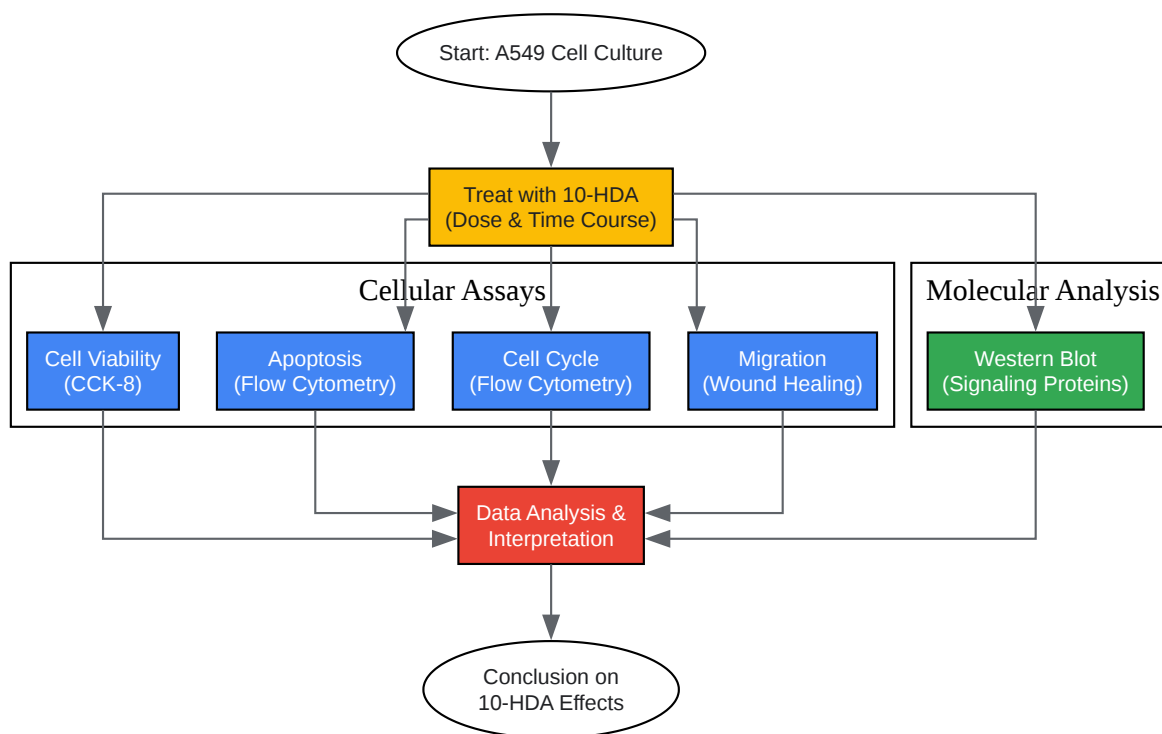 Start: A549 Cell Culture
Treat with 10-HDA
(Dose & Time Course)
Cellular Assays
Molecular Analysis
Cell Viability
(CCK-8)
Apoptosis
(Flow Cytometry)
Cell Cycle
(Flow Cytometry)
Migration
(Wound Healing)
Western Blot
(Signaling Proteins)
Data Analysis &
Interpretation
Conclusion on
10-HDA Effects